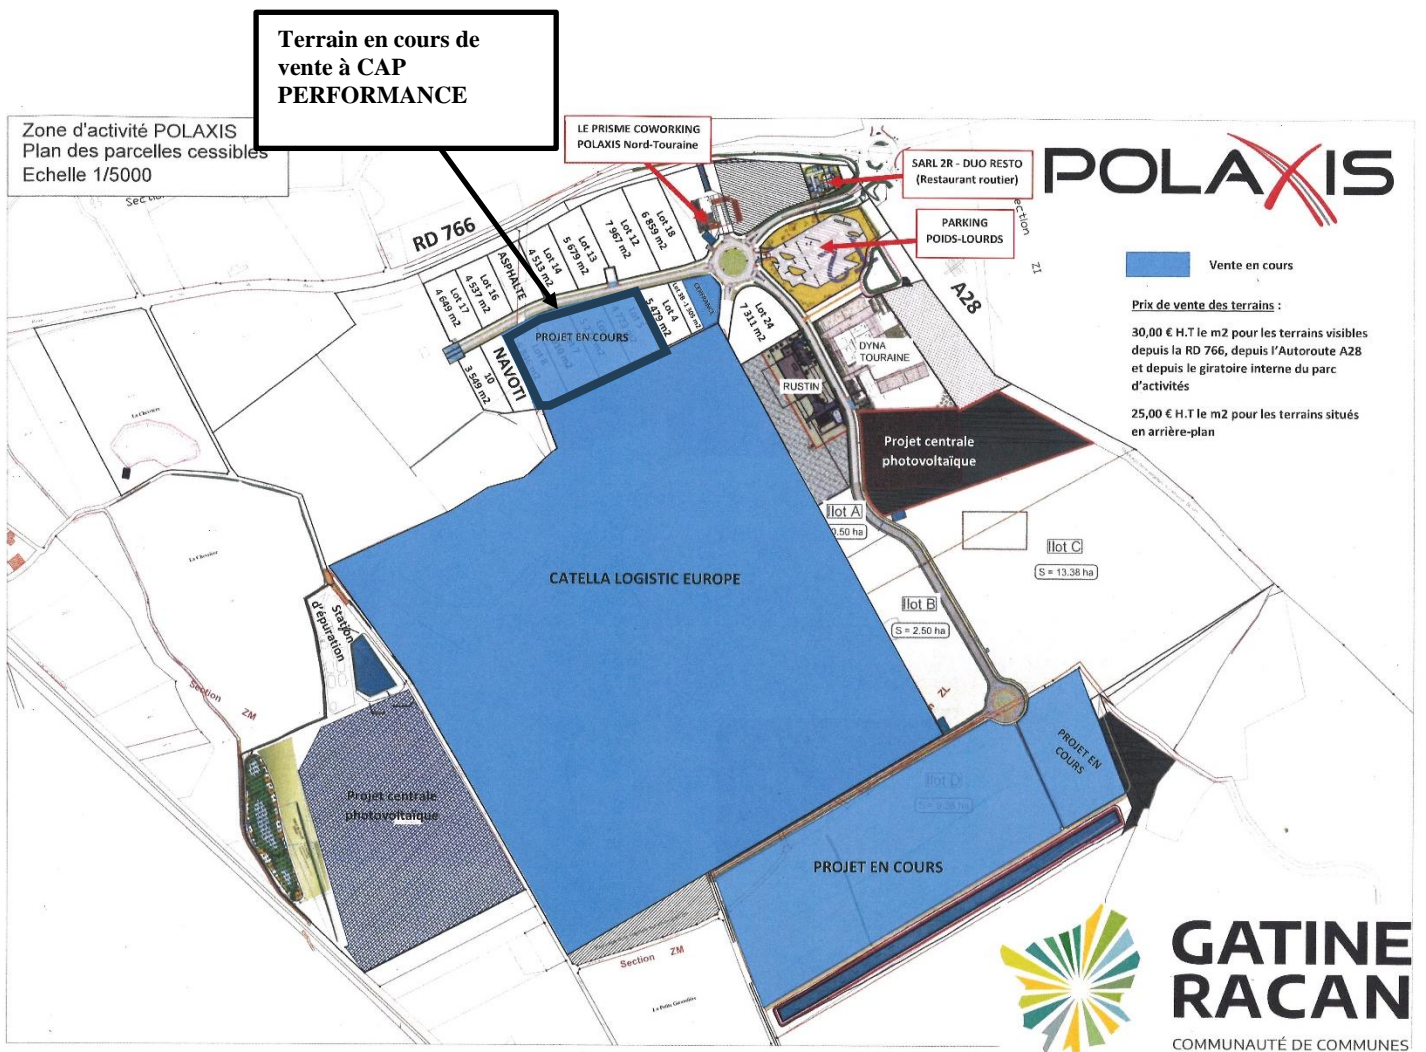 Terrain en cours de
vente à CAP
PERFORMANCE
Zone d'activité POLAXIS
Plan des parcelles cessibles
Echelle 1/5000
LE PRISME COWORKING
POLAXIS Nord-Touraine
SARL 2R - DUO RESTO
(Restaurant routier)
PARKING
POIDS-LOURDS
POLAXIS
Vente en cours
Prix de vente des terrains :
30,00 € H.T le m2 pour les terrains visibles
depuis la RD 766, depuis l'Autoroute A28
et depuis le giratoire interne du parc
d'activités
25,00 € H.T le m2 pour les terrains situés
en arrière-plan
RD 766
A28
ection
ZI
Lot 17
4 649 m2
Lot 16
4 537 m2
ASPHALTE
Lot 14
4 513 m2
Lot 13
5 679 m2
Lot 12
7 967 m2
Lot 18
6 859 m2
Lot 4
5 479 m2
Lot 24
7 311 m2
PROJET EN COURS
NAVOTI
10
3 549 m2
DYNA
TOURAINE
RUSTIN
Projet centrale
photovoltaïque
Ilot A
Ilot C
S = 13.38 ha
Ilot B
S = 2.50 ha
CATELLA LOGISTIC EUROPE
Station
d'épuration
Section ZM
ZL
PROJET EN
COURS
Ilot D
Projet centrale
photovoltaïque
PROJET EN COURS
Section ZM
GATINE
RACAN
COMMUNAUTÉ DE COMMUNES